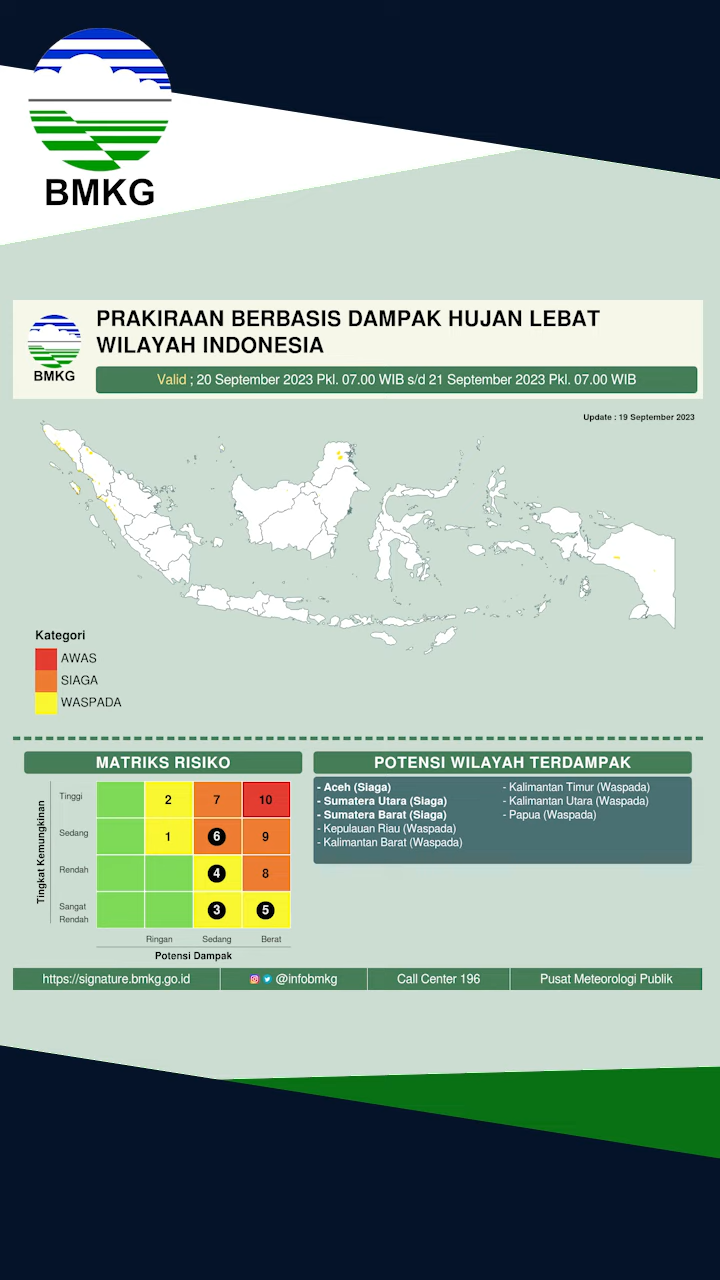 BMKG
BMKG
PRAKIRAAN BERBASIS DAMPAK HUJAN LEBAT
WILAYAH INDONESIA
Valid ; 20 September 2023 Pkl. 07.00 WIB s/d 21 September 2023 Pkl. 07.00 WIB
Update : 19 September 2023
Kategori
AWAS
SIAGA
WASPADA
MATRIKS RISIKO
Tingkat Kemungkinan
Tinggi
2 7 10
Sedang
1 6 9
Rendah
4 8
Sangat
Rendah
3 5
Ringan Sedang Berat
Potensi Dampak
POTENSI WILAYAH TERDAMPAK
- Aceh (Siaga)
- Sumatera Utara (Siaga)
- Sumatera Barat (Siaga)
- Kepulauan Riau (Waspada)
- Kalimantan Barat (Waspada)
- Kalimantan Timur (Waspada)
- Kalimantan Utara (Waspada)
- Papua (Waspada)
https://signature.bmkg.go.id
@infobmkg
Call Center 196
Pusat Meteorologi Publik